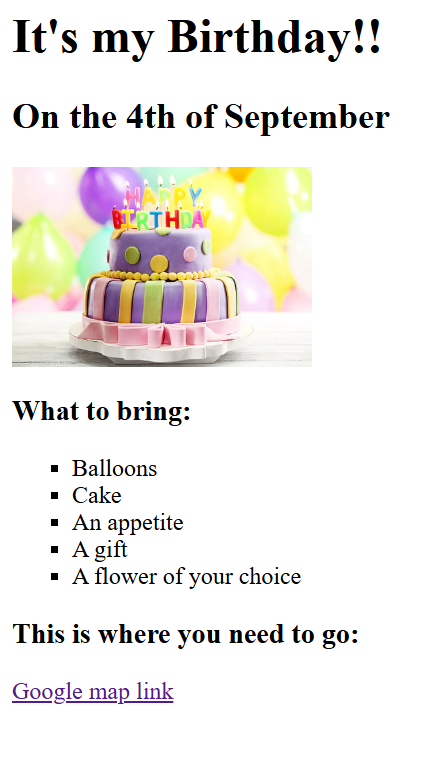 It's my Birthday!!
On the 4th of September
HAPPY
BIRTHDAY
What to bring:
Balloons
Cake
An appetite
A gift
A flower of your choice
This is where you need to go:
Google map link